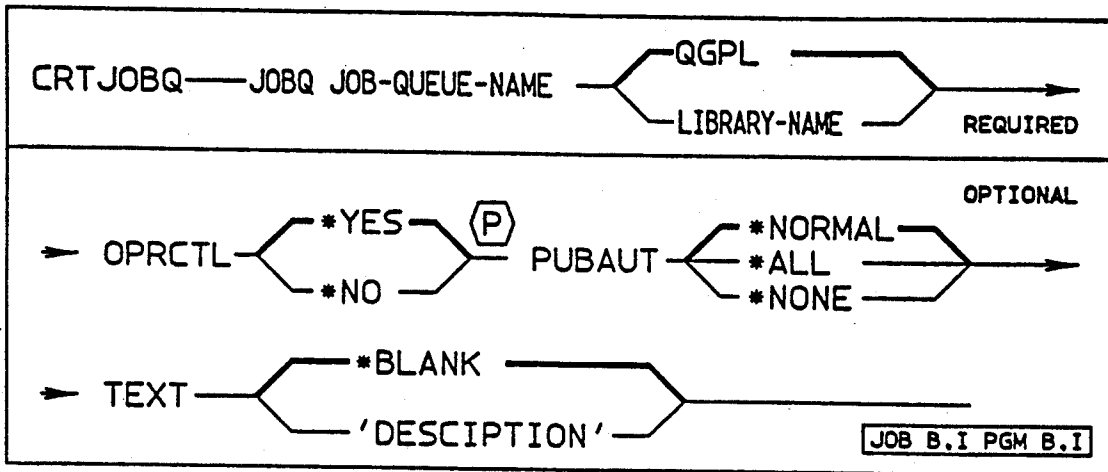 QGPL
CRTJOBQ JOBQ JOB-QUEUE-NAME
LIBRARY-NAME
REQUIRED
OPTIONAL
*YES P *NORMAL
OPRCTL PUBAUT *ALL
*NO *NONE
*BLANK
TEXT
'DESCIPTION'
JOB B.I PGM B.I